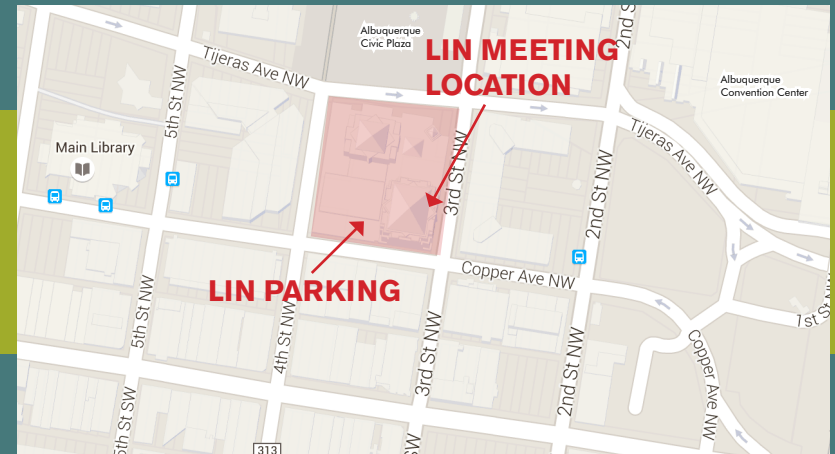 Albuquerque
Civic Plaza
LIN MEETING
LOCATION
2nd St NW
Tijeras Ave NW
Albuquerque
Convention Center
5th St NW
Main Library
3rd St NW
2nd St NW
Tijeras Ave NW
Copper Ave NW
LIN PARKING
5th St NW
4th St NW
3rd St NW
2nd St NW
Copper Ave NW
1st St
5th St SW
313
SW